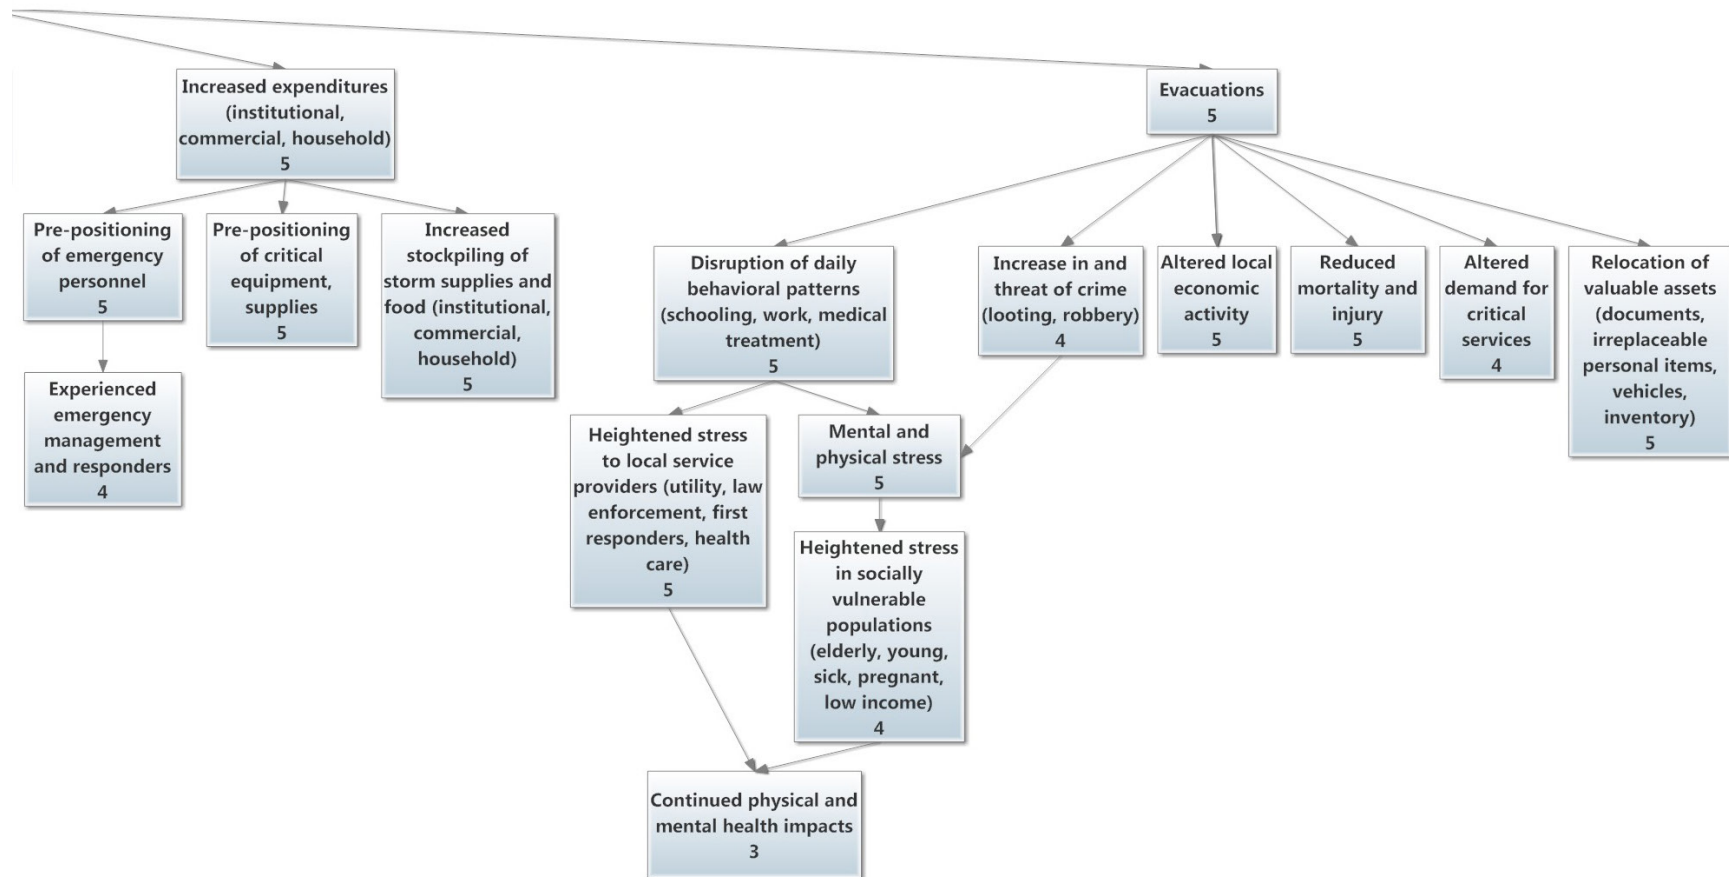 Increased expenditures
(institutional,
commercial, household)
5
Evacuations
5
Pre-positioning
of emergency
personnel
5
Pre-positioning
of critical
equipment,
supplies
5
Increased
stockpiling of
storm supplies and
food (institutional,
commercial,
household)
5
Disruption of daily
behavioral patterns
(schooling, work, medical
treatment)
5
Increase in and
threat of crime
(looting, robbery)
4
Altered local
economic
activity
5
Reduced
mortality and
injury
5
Altered
demand for
critical
services
4
Relocation of
valuable assets
(documents,
irreplaceable
personal items,
vehicles,
inventory)
5
Experienced
emergency
management
and responders
4
Heightened stress
to local service
providers (utility, law
enforcement, first
responders, health
care)
5
Mental and
physical stress
5
Heightened stress
in socially
vulnerable
populations
(elderly, young,
sick, pregnant,
low income)
4
Continued physical and
mental health impacts
3